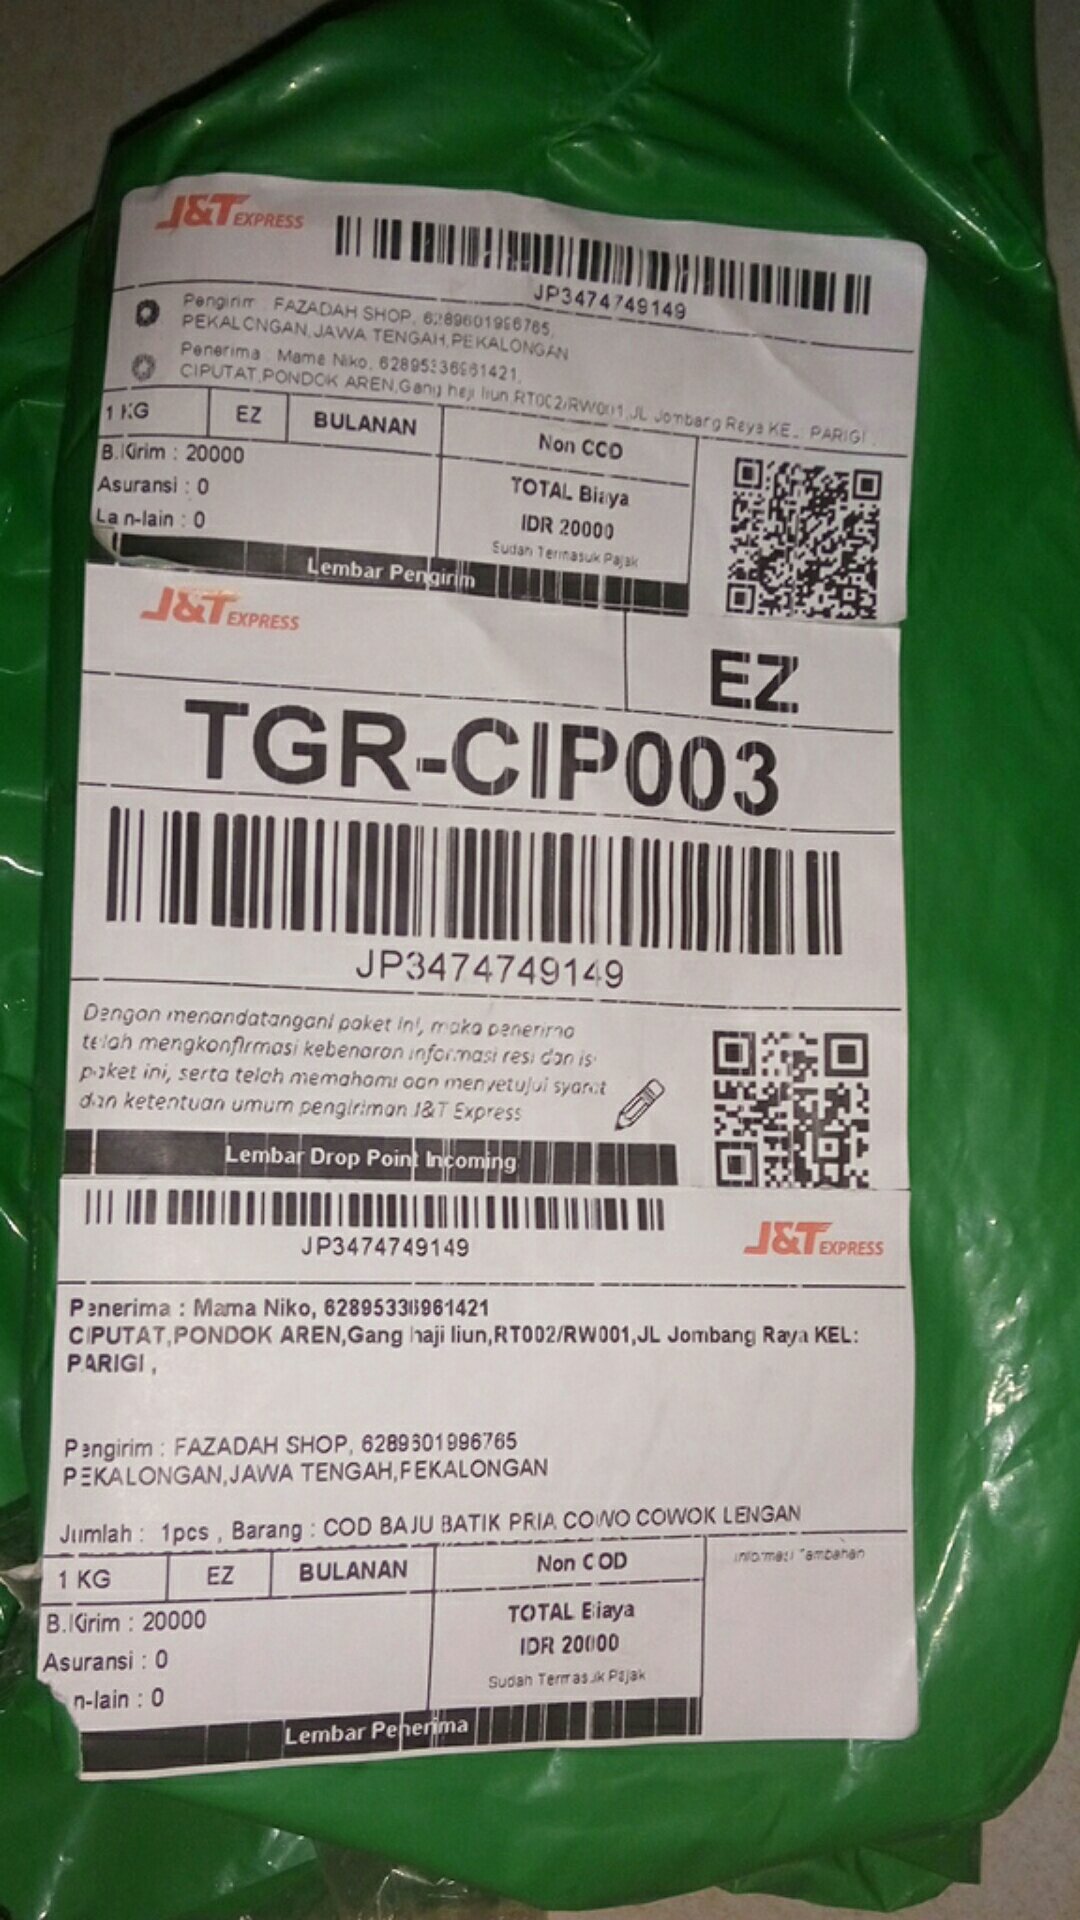 J&T EXPRESS
JP3474749149
Pengirim : FAZADAH SHOP, 6289601996765,
PEKALONGAN,JAWA TENGAH,PEKALONGAN
Penerima : Mama Niko, 62895336961421,
CIPUTAT,PONDOK AREN,Gang haji liun,RT002/RW001,JL Jombang Raya KEL: PARIGI ,
1 KG EZ BULANAN Non COD
B.Kirim : 20000
Asuransi : 0
Lain-lain : 0
TOTAL Biaya
IDR 20000
Sudah Termasuk Pajak
Lembar Pengirim
J&T EXPRESS
EZ
TGR-CIP003
JP3474749149
Dengan menandatangani paket ini, maka penerima
telah mengkonfirmasi kebenaran informasi resi dan isi
paket ini, serta telah memahami dan menyetujui syarat
dan ketentuan umum pengiriman J&T Express
Lembar Drop Point Incoming
JP3474749149
J&T EXPRESS
Penerima : Mama Niko, 62895336961421
CIPUTAT,PONDOK AREN,Gang haji liun,RT002/RW001,JL Jombang Raya KEL:
PARIGI ,
Pengirim : FAZADAH SHOP, 6289601996765
PEKALONGAN,JAWA TENGAH,PEKALONGAN
Jumlah : 1pcs , Barang : COD BAJU BATIK PRIA COWO COWOK LENGAN
1 KG EZ BULANAN Non COD
Informasi Tambahan
B.Kirim : 20000
Asuransi : 0
n-lain : 0
TOTAL Biaya
IDR 20000
Sudah Termasuk Pajak
Lembar Penerima